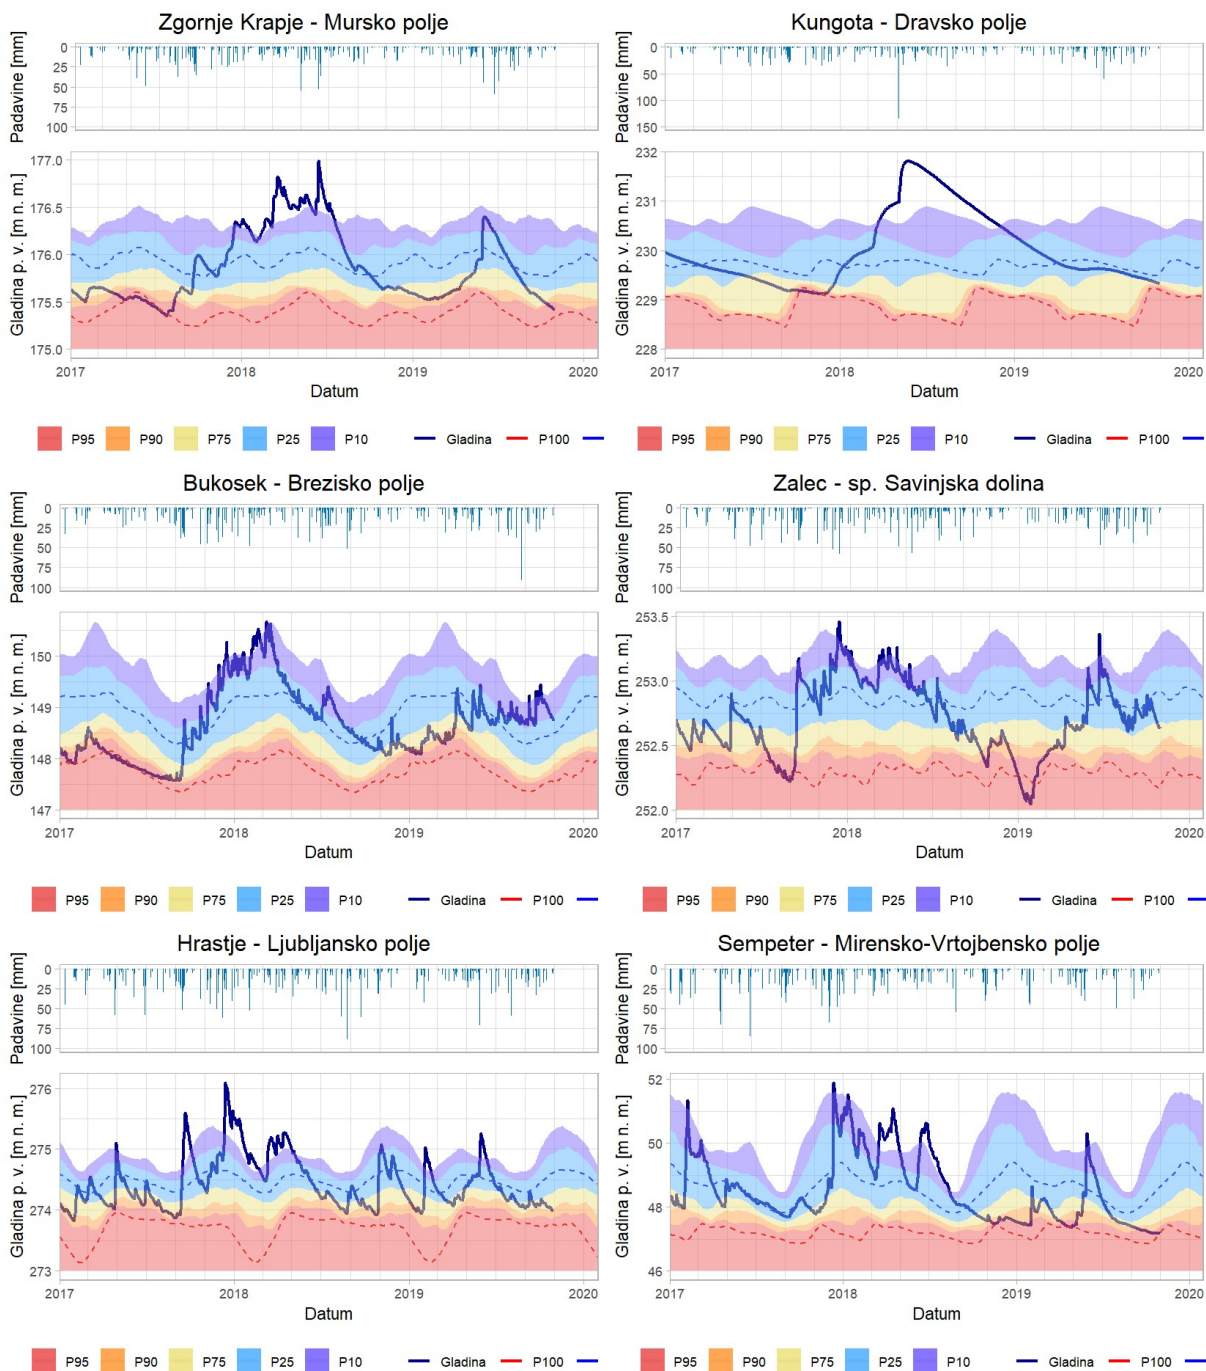 Zgornje Krapje - Mursko polje
Padavine [mm]
0
25
50
75
100
Gladina p. v. [m n. m.]
177.0
176.5
176.0
175.5
175.0
2017 2018 2019 2020
Datum
P95 P90 P75 P25 P10 Gladina P100
Kungota - Dravsko polje
Padavine [mm]
0
50
100
150
Gladina p. v. [m n. m.]
232
231
230
229
228
2017 2018 2019 2020
Datum
P95 P90 P75 P25 P10 Gladina P100
Bukosek - Brezisko polje
Padavine [mm]
0
25
50
75
100
Gladina p. v. [m n. m.]
150
149
148
147
2017 2018 2019 2020
Datum
P95 P90 P75 P25 P10 Gladina P100
Zalec - sp. Savinjska dolina
Padavine [mm]
0
25
50
75
100
Gladina p. v. [m n. m.]
253.5
253.0
252.5
252.0
2017 2018 2019 2020
Datum
P95 P90 P75 P25 P10 Gladina P100
Hrastje - Ljubljansko polje
Padavine [mm]
0
25
50
75
100
Gladina p. v. [m n. m.]
276
275
274
273
2017 2018 2019 2020
Datum
P95 P90 P75 P25 P10 Gladina P100
Sempeter - Mirensko-Vrtojbensko polje
Padavine [mm]
0
25
50
75
100
Gladina p. v. [m n. m.]
52
50
48
46
2017 2018 2019 2020
Datum
P95 P90 P75 P25 P10 Gladina P100